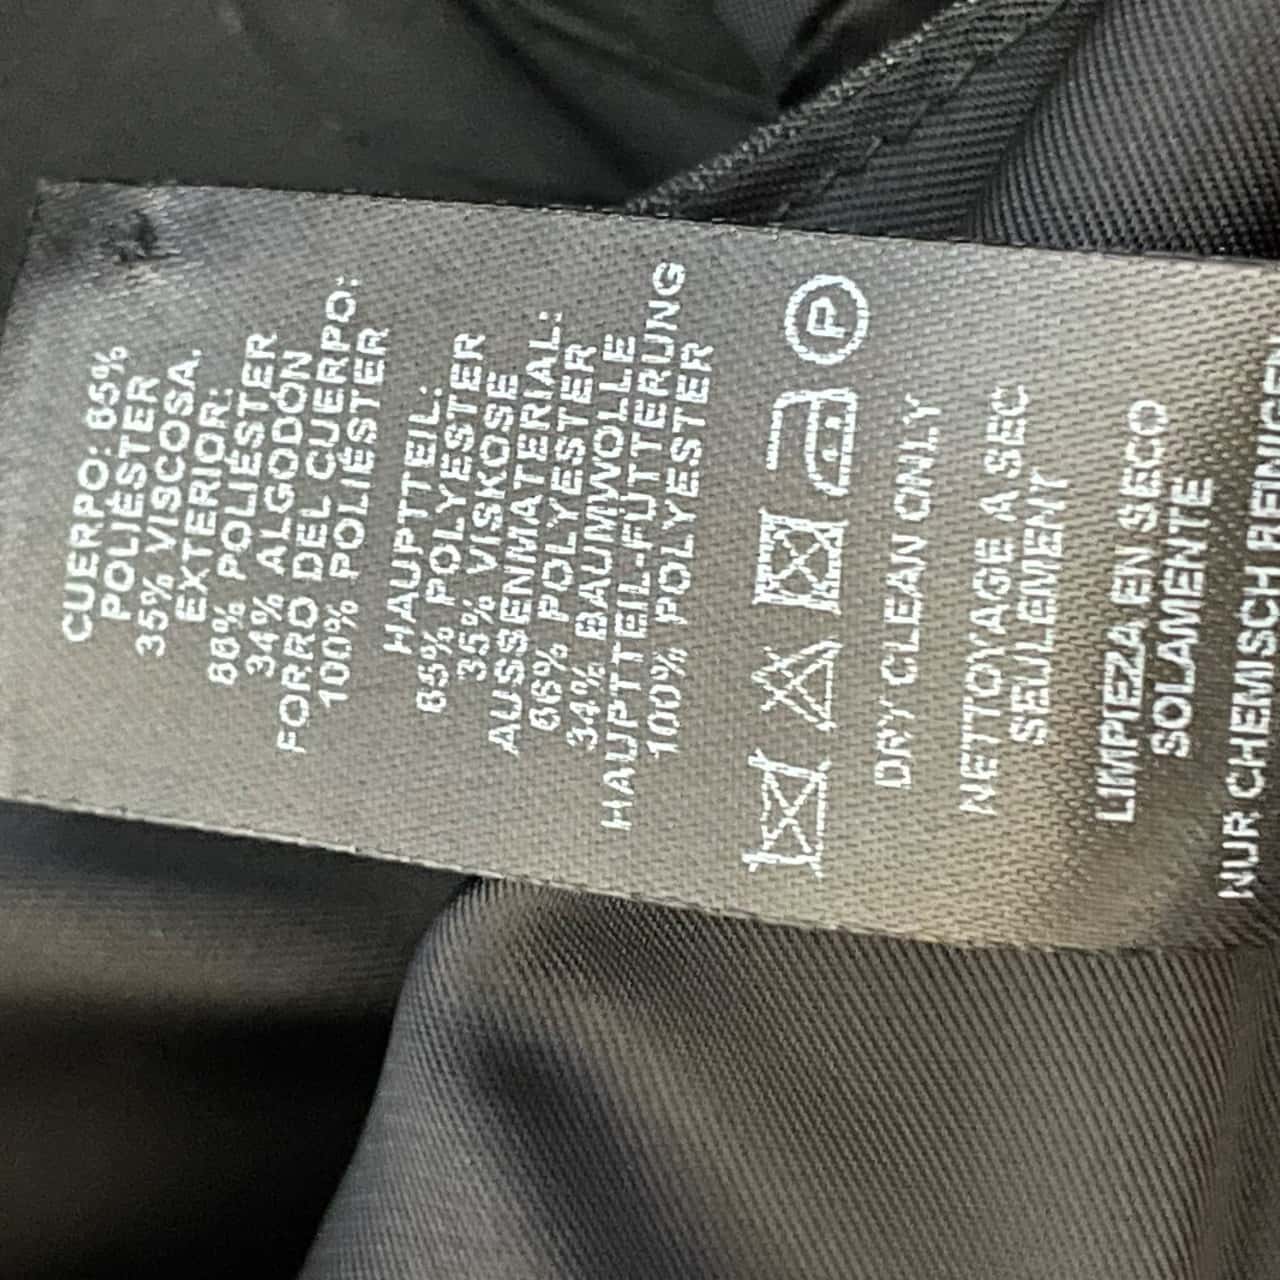 CUERPO: 65%
POLIÉSTER
35% VISCOSA.
EXTERIOR:
66% POLIÉSTER
34% ALGODÓN
FORRO DEL CUERPO:
100% POLIÉSTER
HAUPTTEIL:
65% POLYESTER
35% VISKOSE
AUSSENMATERIAL:
66% POLYESTER
34% BAUMWOLLE
HAUPTTEIL-FÜTTERUNG
100% POLYESTER
P
DRY CLEAN ONLY
NETTOYAGE A SEC
SEULEMENT
LIMPIEZA EN SECO
SOLAMENTE
NUR CHEMISCH